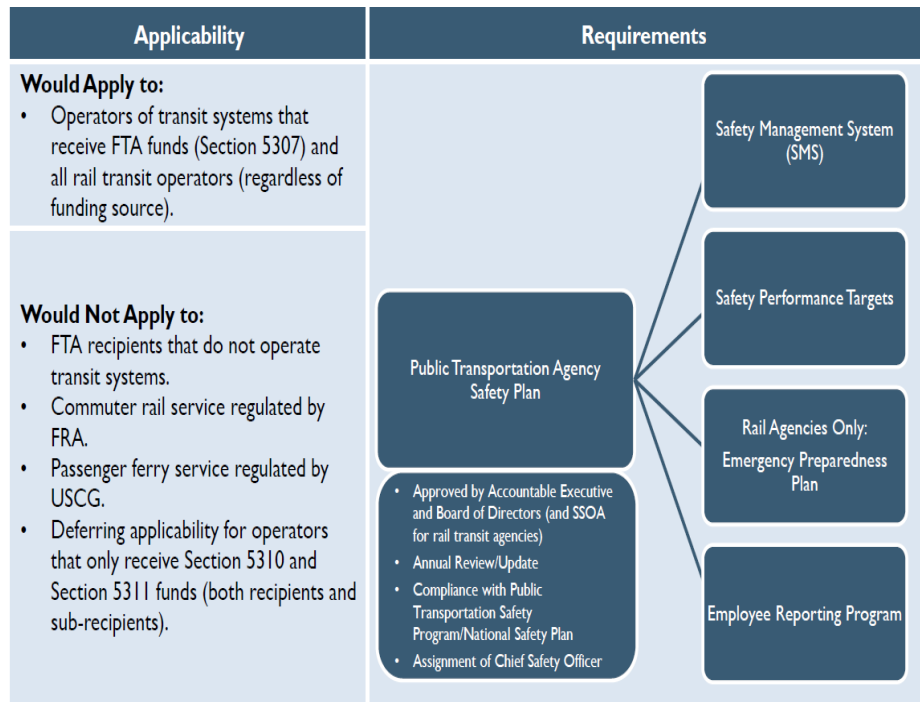 Applicability
Would Apply to:
• Operators of transit systems that
receive FTA funds (Section 5307) and
all rail transit operators (regardless of
funding source).
Would Not Apply to:
• FTA recipients that do not operate
transit systems.
• Commuter rail service regulated by
FRA.
• Passenger ferry service regulated by
USCG.
• Deferring applicability for operators
that only receive Section 5310 and
Section 5311 funds (both recipients and
sub-recipients).
Requirements
Public Transportation Agency
Safety Plan
• Approved by Accountable Executive
and Board of Directors (and SSOA
for rail transit agencies)
• Annual Review/Update
• Compliance with Public
Transportation Safety
Program/National Safety Plan
• Assignment of Chief Safety Officer
Safety Management System
(SMS)
Safety Performance Targets
Rail Agencies Only:
Emergency Preparedness
Plan
Employee Reporting Program